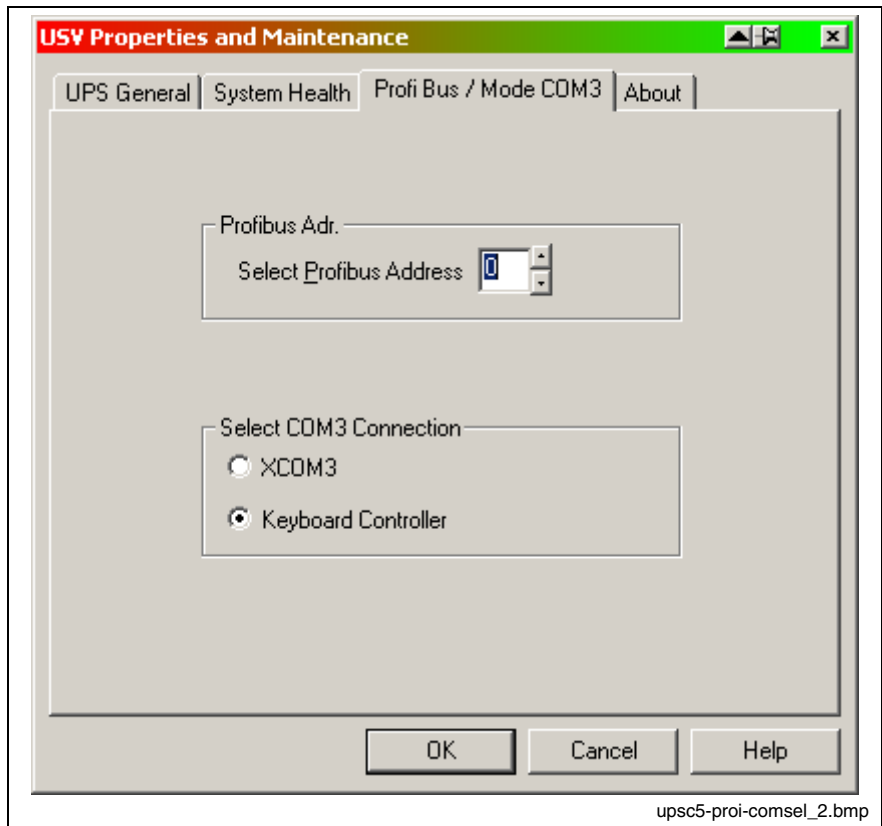 USV Properties and Maintenance
UPS General System Health Profi Bus / Mode COM3 About
Profibus Adr.
Select Profibus Address 0
Select COM3 Connection
XCOM3
Keyboard Controller
OK Cancel Help
upsc5-proi-comsel_2.bmp